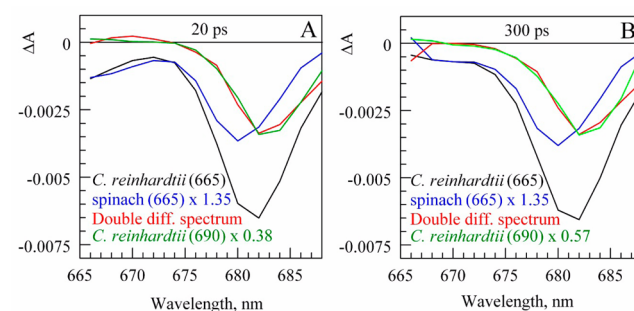 20 ps
A
ΔA
0
-0.0025
-0.005
-0.0075
C. reinhardtii (665)
spinach (665) x 1.35
Double diff. spectrum
C. reinhardtii (690) x 0.38
665 670 675 680 685
Wavelength, nm
300 ps
B
ΔA
0
-0.0025
-0.005
-0.0075
C. reinhardtii (665)
spinach (665) x 1.35
Double diff. spectrum
C. reinhardtii (690) x 0.57
665 670 675 680 685
Wavelength, nm